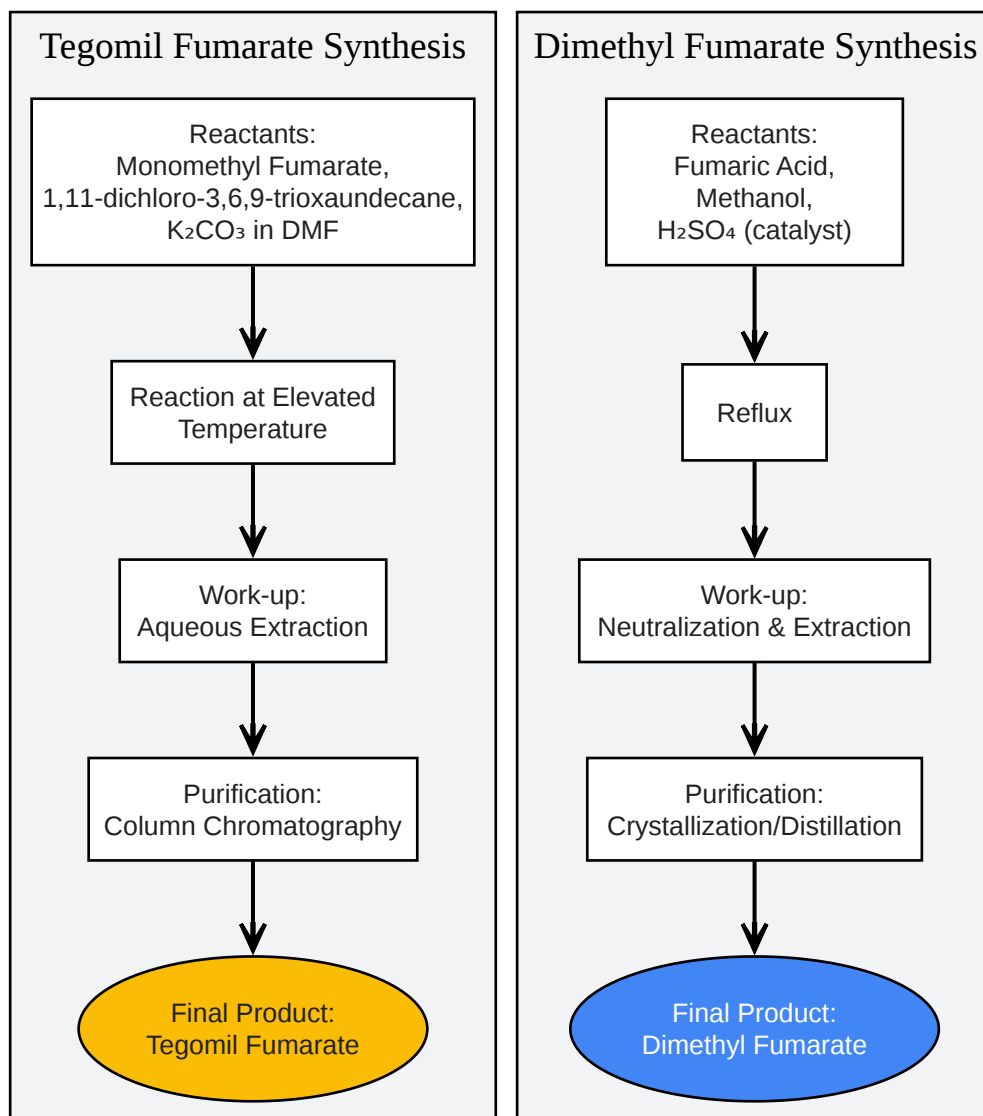 Tegomil Fumarate Synthesis
Reactants:
Monomethyl Fumarate,
1,11-dichloro-3,6,9-trioxaundecane,
K₂CO₃ in DMF
Reaction at Elevated
Temperature
Work-up:
Aqueous Extraction
Purification:
Column Chromatography
Final Product:
Tegomil Fumarate
Dimethyl Fumarate Synthesis
Reactants:
Fumaric Acid,
Methanol,
H₂SO₄ (catalyst)
Reflux
Work-up:
Neutralization & Extraction
Purification:
Crystallization/Distillation
Final Product:
Dimethyl Fumarate